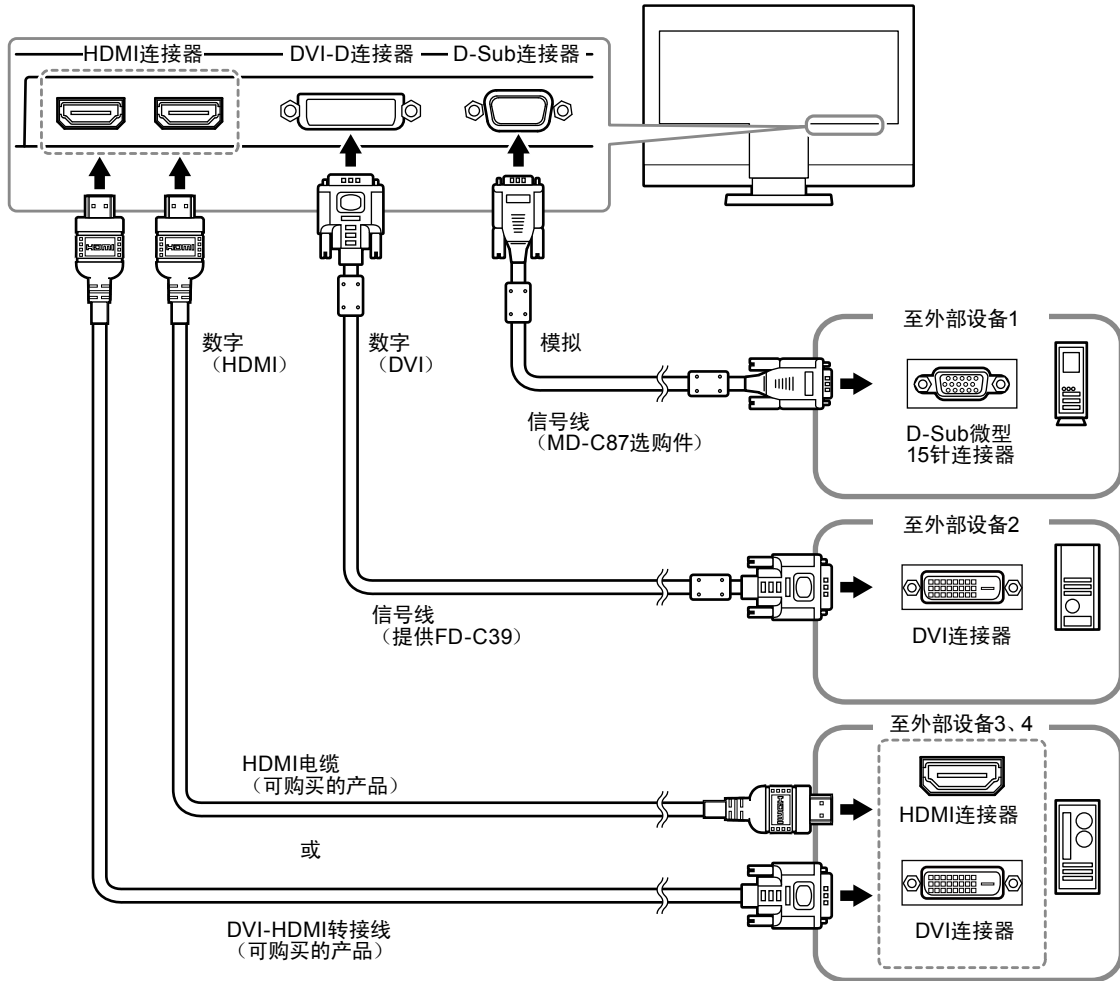 HDMI连接器
DVI-D连接器
D-Sub连接器
HDMI
HDMI
数字
（HDMI）
数字
（DVI）
模拟
信号线
（MD-C87选购件）
至外部设备1
D-Sub微型
15针连接器
信号线
（提供FD-C39）
至外部设备2
DVI连接器
HDMI电缆
（可购买的产品）
或
DVI-HDMI转接线
（可购买的产品）
至外部设备3、4
HDMI
HDMI连接器
DVI连接器